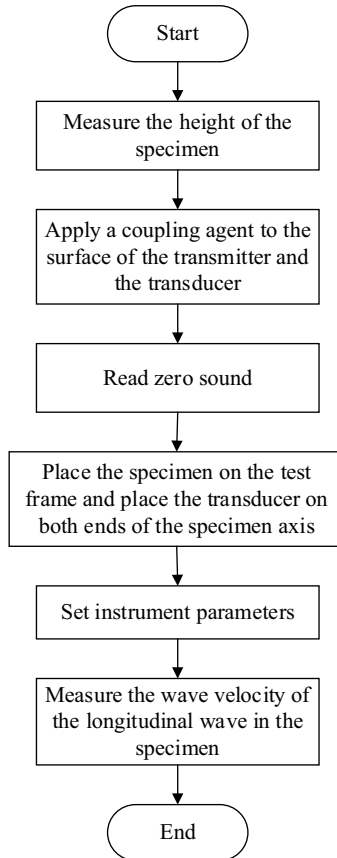 Start
Measure the height of the
specimen
Apply a coupling agent to the
surface of the transmitter and
the transducer
Read zero sound
Place the specimen on the test
frame and place the transducer on
both ends of the specimen axis
Set instrument parameters
Measure the wave velocity of
the longitudinal wave in the
specimen
End